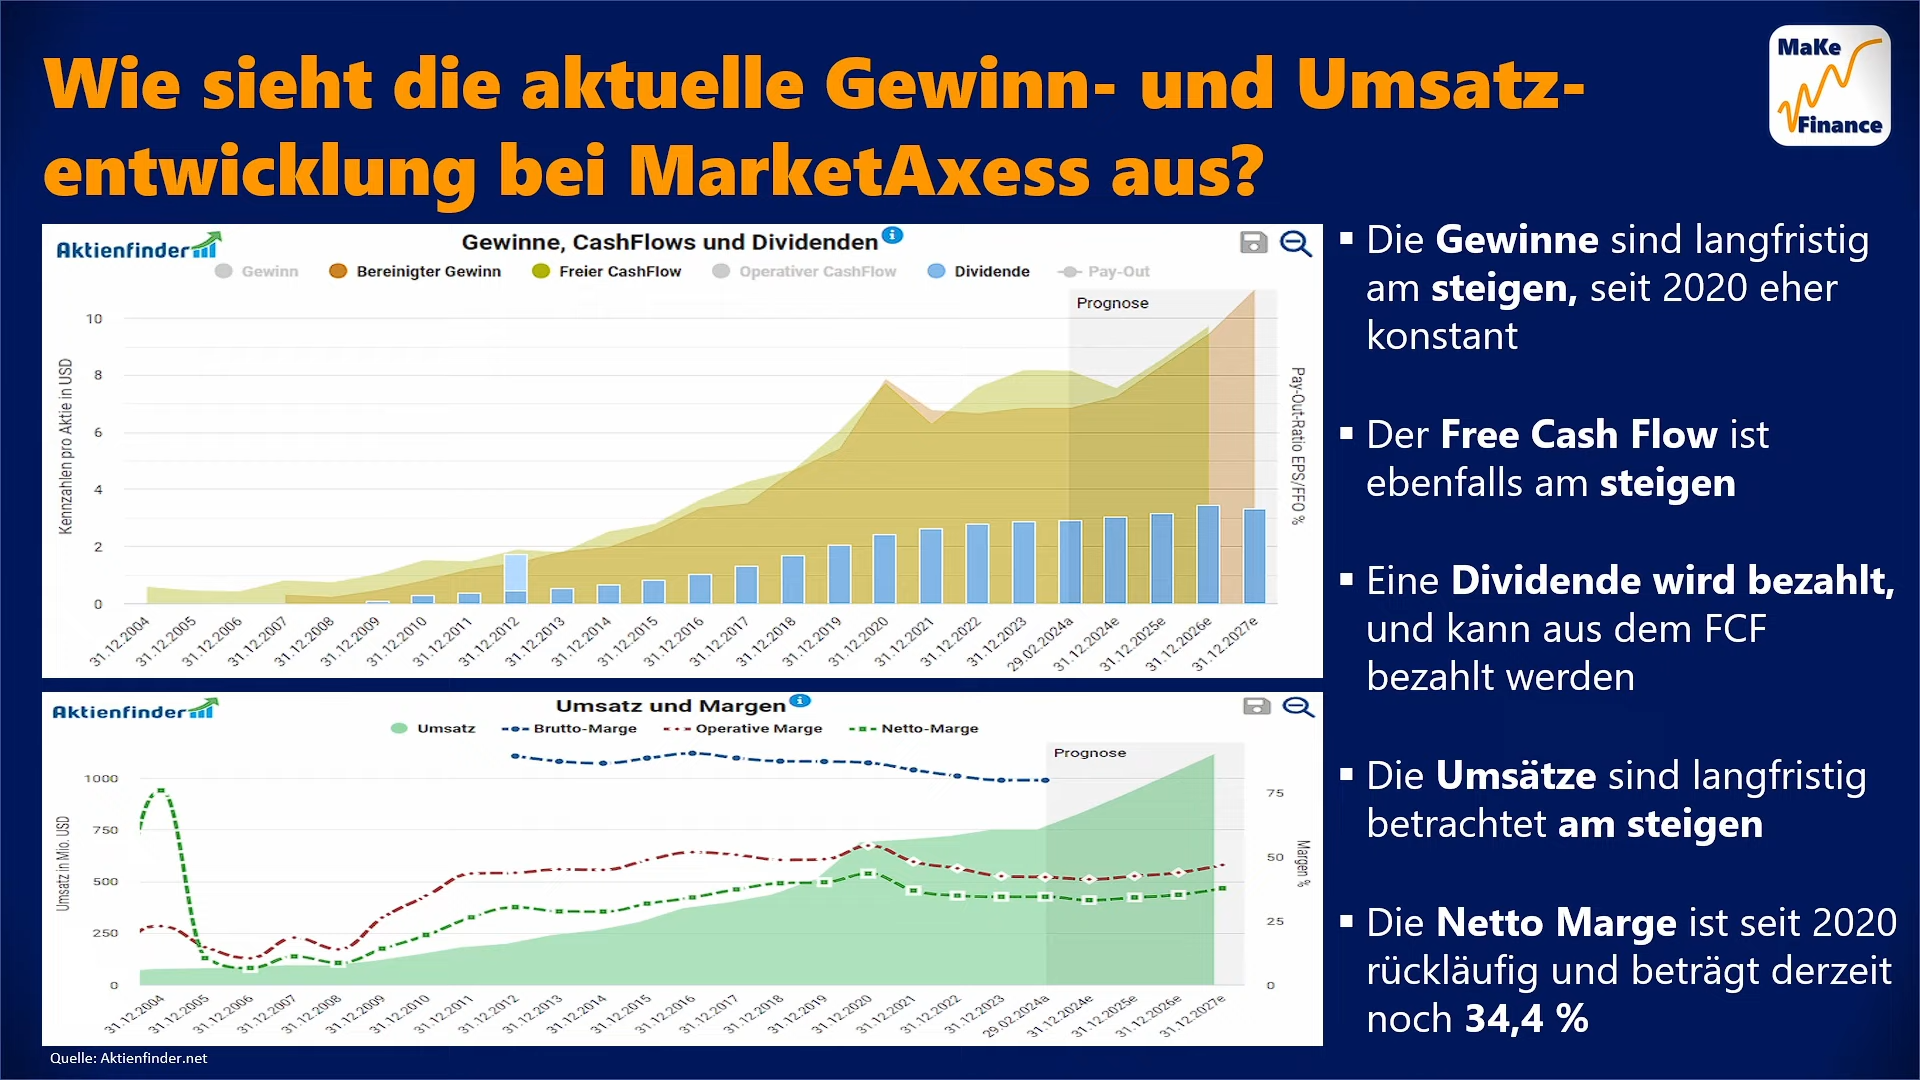 Wie sieht die aktuelle Gewinn- und Umsatz-
entwicklung bei MarketAxess aus?
MaKe
Finance
Aktienfinder
Gewinne, CashFlows und Dividenden
Gewinn
Bereinigter Gewinn
Freier CashFlow
Operativer CashFlow
Dividende
Pay-Out
Prognose
Kennzahlen pro Aktie in USD
10
8
6
4
2
0
Pay-Out-Ratio EPS/FFO %
31.12.2004
31.12.2005
31.12.2006
31.12.2007
31.12.2008
31.12.2009
31.12.2010
31.12.2011
31.12.2012
31.12.2013
31.12.2014
31.12.2015
31.12.2016
31.12.2017
31.12.2018
31.12.2019
31.12.2020
31.12.2021
31.12.2022
31.12.2023
29.02.2024a
31.12.2024e
31.12.2025e
31.12.2026e
31.12.2027e
Aktienfinder
Umsatz und Margen
Umsatz
Brutto-Marge
Operative Marge
Netto-Marge
Prognose
Umsatz in Mio. USD
1000
750
500
250
0
75
50
25
0
Margen %
31.12.2004
31.12.2005
31.12.2006
31.12.2007
31.12.2008
31.12.2009
31.12.2010
31.12.2011
31.12.2012
31.12.2013
31.12.2014
31.12.2015
31.12.2016
31.12.2017
31.12.2018
31.12.2019
31.12.2020
31.12.2021
31.12.2022
31.12.2023
29.02.2024a
31.12.2024e
31.12.2025e
31.12.2026e
31.12.2027e
Quelle: Aktienfinder.net
▪ Die Gewinne sind langfristig
am steigen, seit 2020 eher
konstant
▪ Der Free Cash Flow ist
ebenfalls am steigen
▪ Eine Dividende wird bezahlt,
und kann aus dem FCF
bezahlt werden
▪ Die Umsätze sind langfristig
betrachtet am steigen
▪ Die Netto Marge ist seit 2020
rückläufig und beträgt derzeit
noch 34,4 %